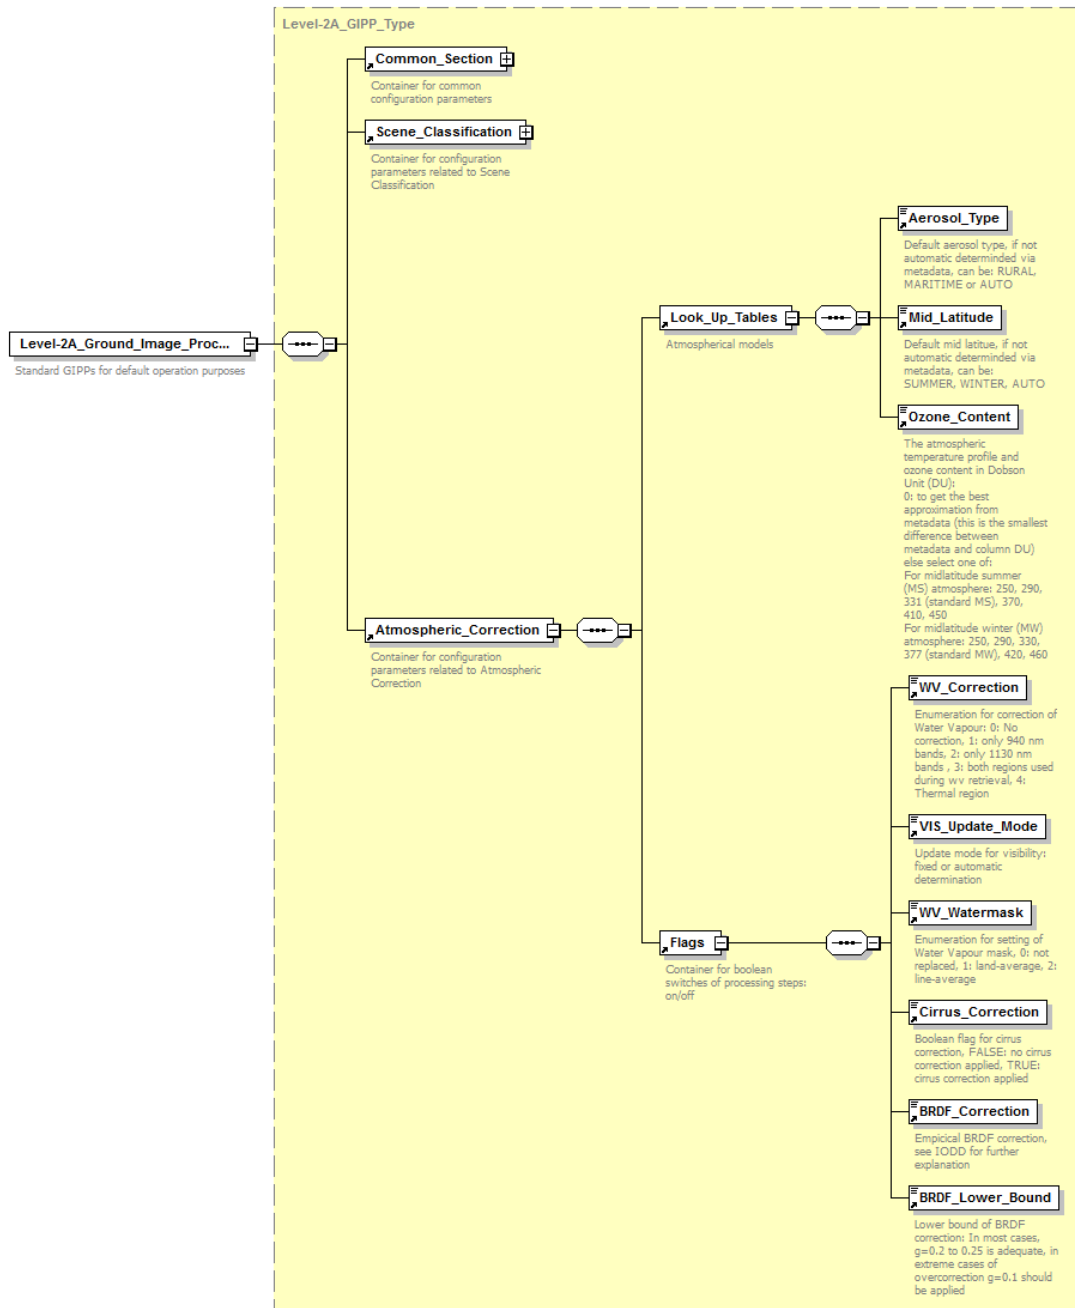 Level-2A_GIPP_Type
Common_Section
Container for common
configuration parameters
Scene_Classification
Container for configuration
parameters related to Scene
Classification
Aerosol_Type
Default aerosol type, if not
automatic determinded via
metadata, can be: RURAL,
MARITIME or AUTO
Look_Up_Tables
Atmospherical models
Mid_Latitude
Default mid latitue, if not
automatic determinded via
metadata, can be:
SUMMER, WINTER, AUTO
Level-2A_Ground_Image_Proc...
Standard GIPPs for default operation purposes
Ozone_Content
The atmospheric
temperature profile and
ozone content in Dobson
Unit (DU):
0: to get the best
approximation from
metadata (this is the smallest
difference between
metadata and column DU)
else select one of:
For midlatitude summer
(MS) atmosphere: 250, 290,
331 (standard MS), 370,
410, 450
For midlatitude winter (MW)
atmosphere: 250, 290, 330,
377 (standard MW), 420, 460
Atmospheric_Correction
Container for configuration
parameters related to Atmospheric
Correction
WV_Correction
Enumeration for correction of
Water Vapour: 0: No
correction, 1: only 940 nm
bands, 2: only 1130 nm
bands , 3: both regions used
during wv retrieval, 4:
Thermal region
VIS_Update_Mode
Update mode for visibility:
fixed or automatic
determination
WV_Watermask
Enumeration for setting of
Water Vapour mask, 0: not
replaced, 1: land-average, 2:
line-average
Flags
Container for boolean
switches of processing steps:
on/off
Cirrus_Correction
Boolean flag for cirrus
correction, FALSE: no cirrus
correction applied, TRUE:
cirrus correction applied
BRDF_Correction
Empicical BRDF correction,
see IODD for further
explanation
BRDF_Lower_Bound
Lower bound of BRDF
correction: In most cases,
g=0.2 to 0.25 is adequate, in
extreme cases of
overcorrection g=0.1 should
be applied